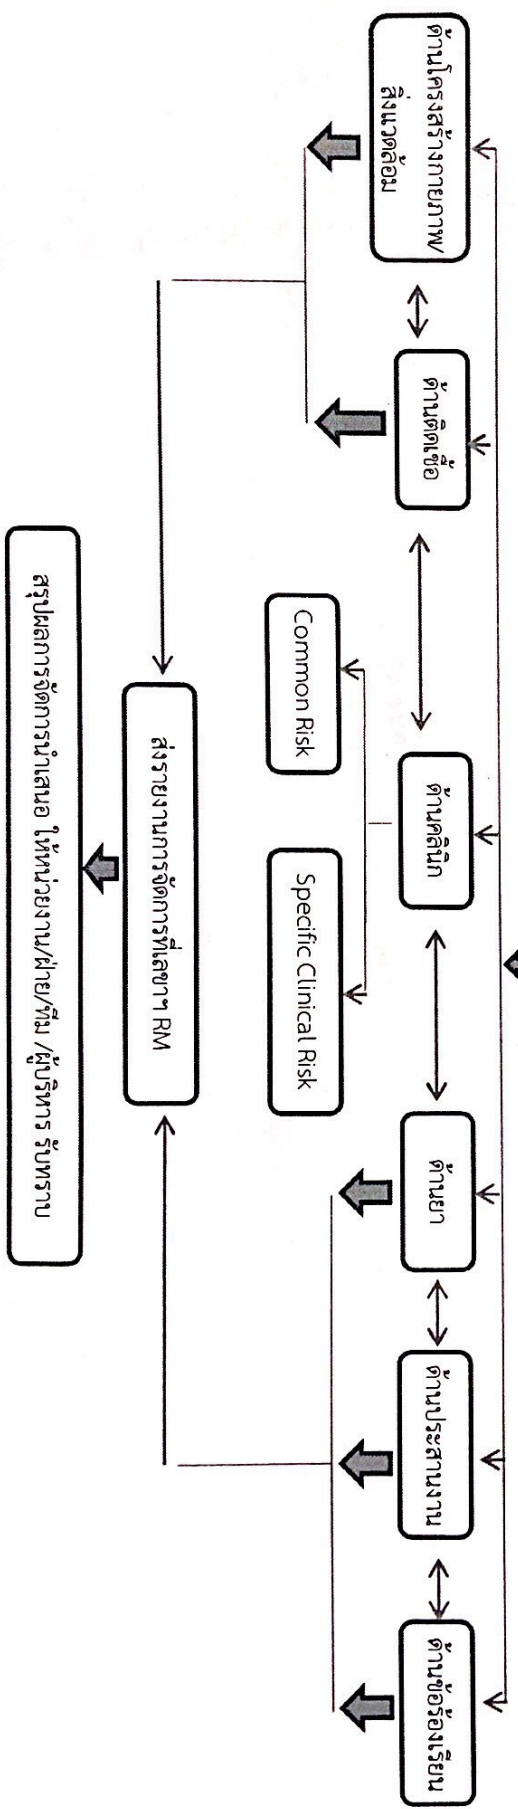 ด้านโครงสร้างกายภาพ/
สิ่งแวดล้อม
ด้านติดเชื้อ
ด้านคลินิก
ด้านยา
ด้านประสานงาน
ด้านข้อร้องเรียน
Common Risk
Specific Clinical Risk
ส่งรายงานการจัดการที่เลขาฯ RM
สรุปผลการจัดการนำเสนอ ให้หน่วยงาน/ฝ่าย/ทีม /ผู้บริหาร รับทราบ